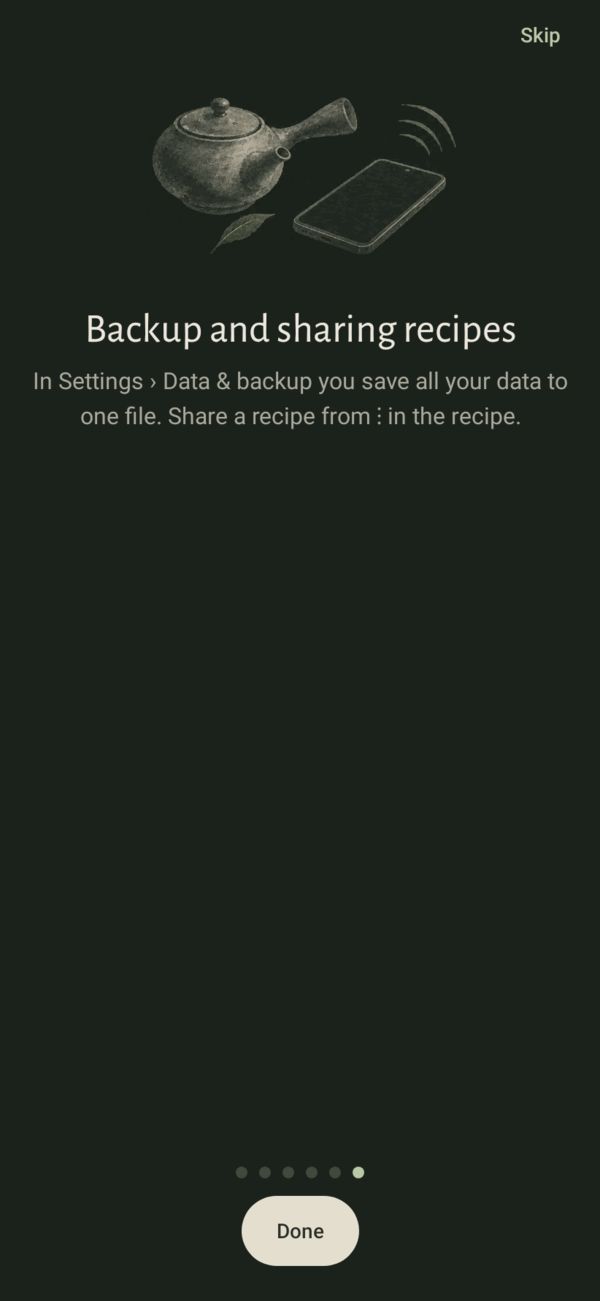 Skip
Backup and sharing recipes
In Settings › Data & backup you save all your data to
one file. Share a recipe from ⋮ in the recipe.
Done